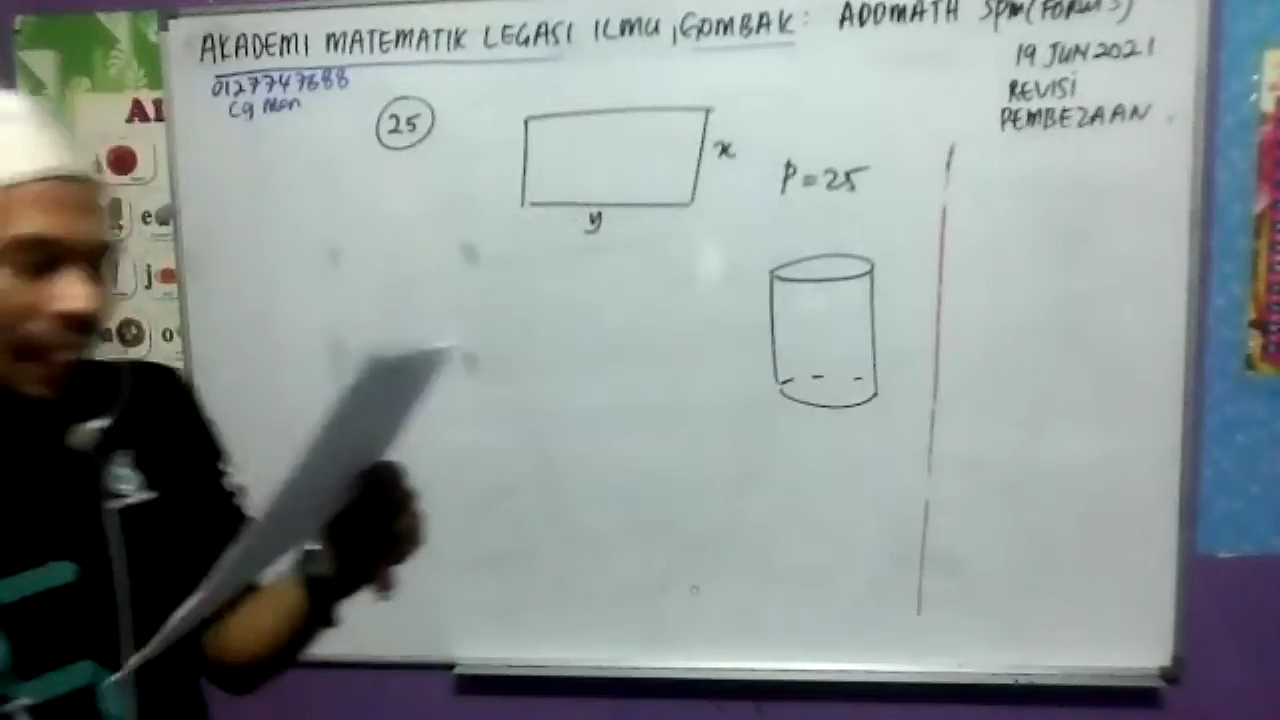 AKADEMI MATEMATIK LEGASI ILMU, GOMBAK: ADDMATH SPM (FORM 5)
0127747688
Cg Man
19 JUN 2021
REVISI
PEMBEZAAN
25
x
P = 25
y
e
j
o